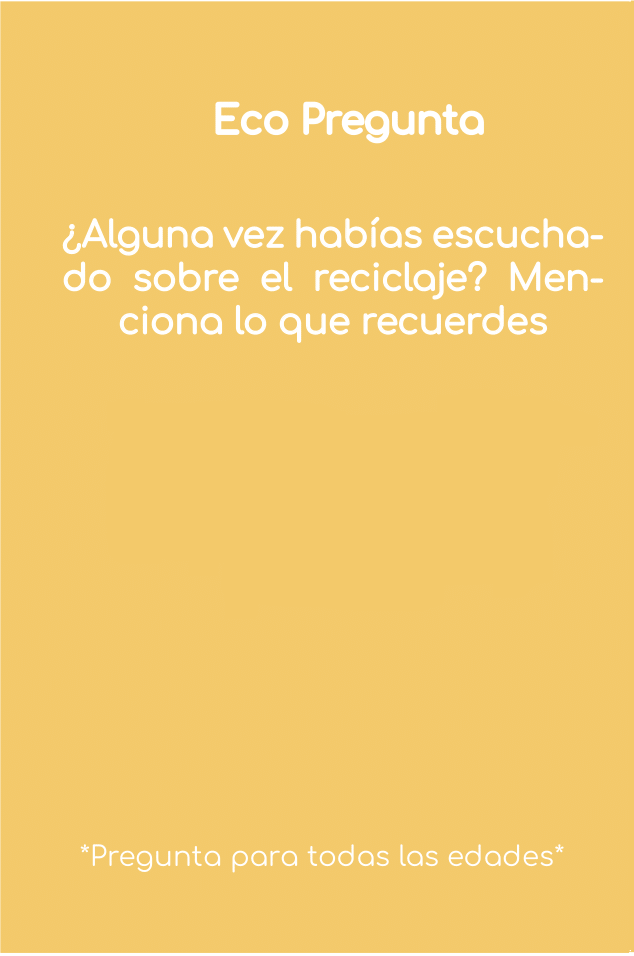 Eco Pregunta
¿Alguna vez habías escucha-
do sobre el reciclaje? Men-
ciona lo que recuerdes
*Pregunta para todas las edades*